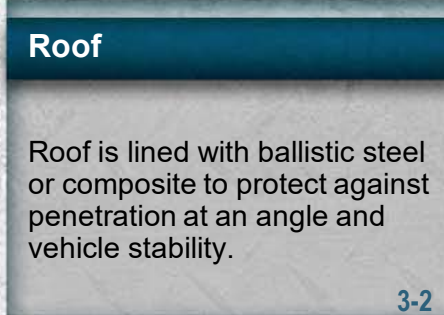 Roof
Roof is lined with ballistic steel
or composite to protect against
penetration at an angle and
vehicle stability.
3-2